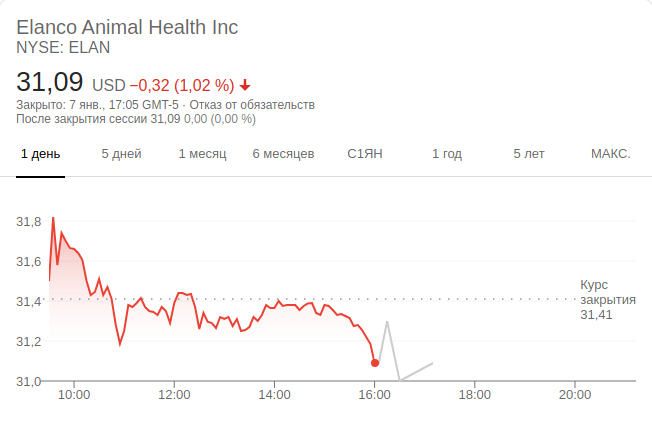 Elanco Animal Health Inc
NYSE: ELAN
31,09 USD −0,32 (1,02 %)
Закрыто: 7 янв., 17:05 GMT-5 · Отказ от обязательств
После закрытия сессии 31,09 0,00 (0,00 %)
1 день 5 дней 1 месяц 6 месяцев С1ЯН 1 год 5 лет МАКС.
31,8
31,6
31,4
31,2
31,0
Курс
закрытия
31,41
10:00 12:00 14:00 16:00 18:00 20:00